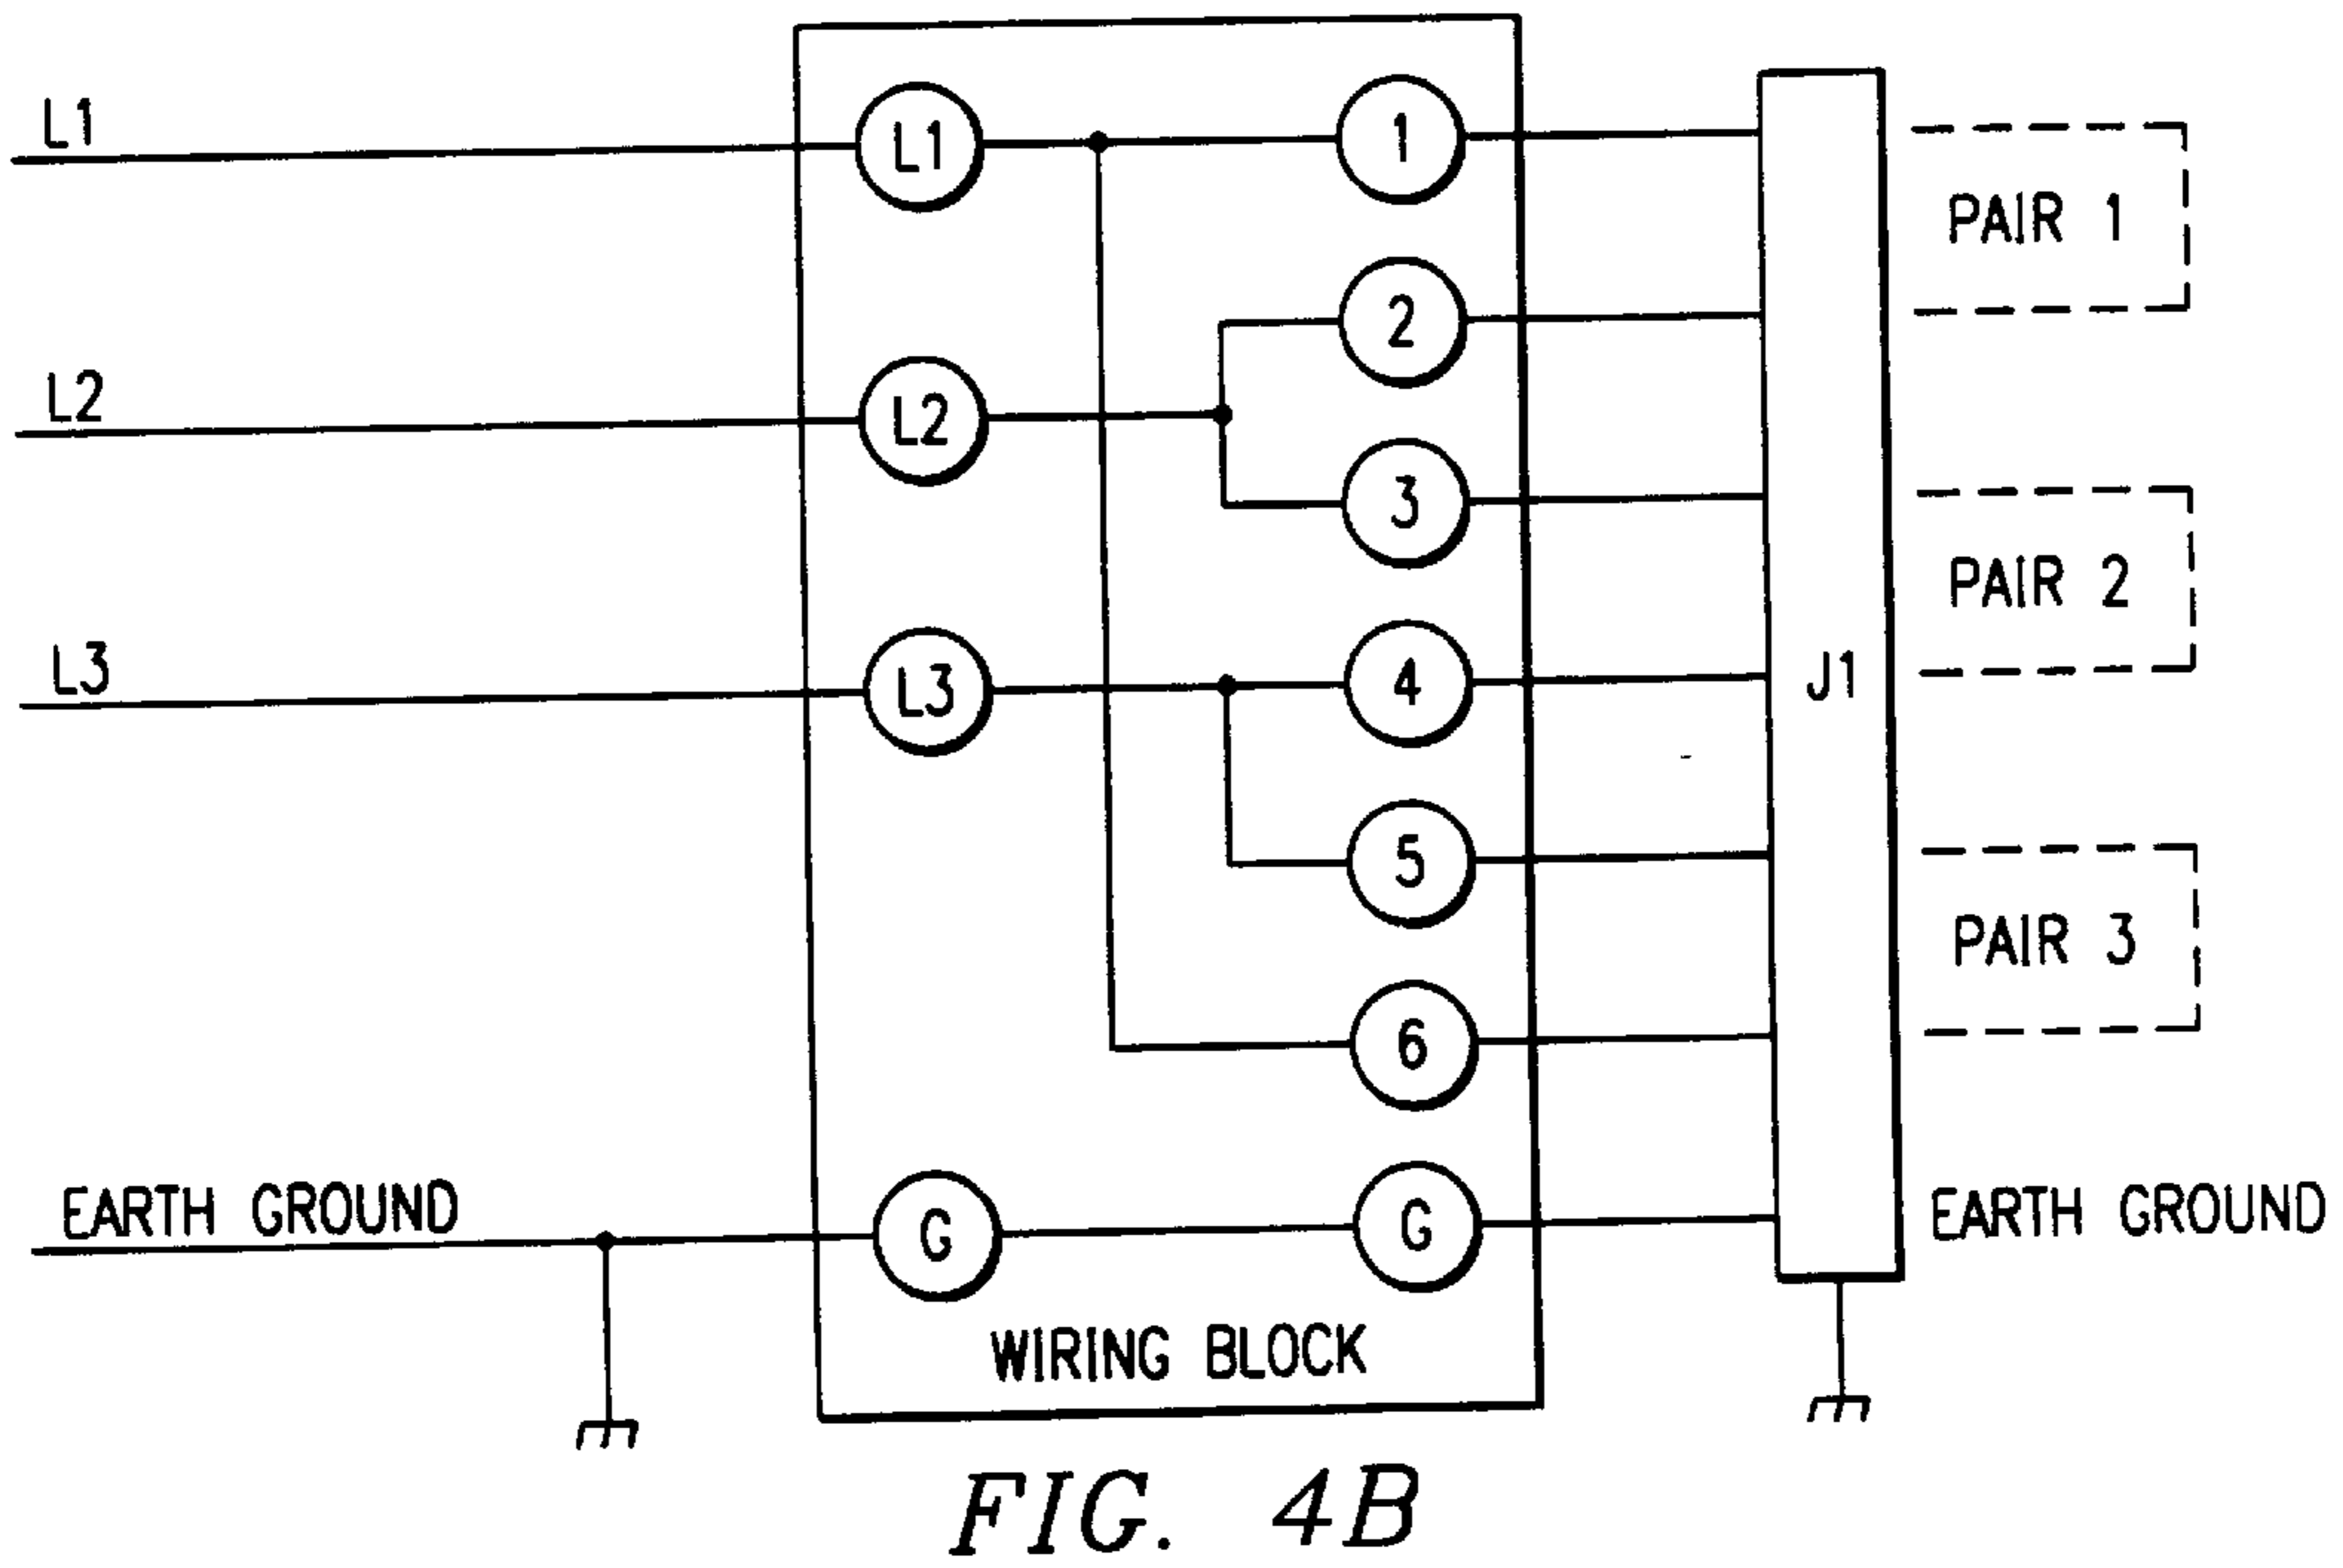 L1
L1
1
PAIR 1
2
L2
L2
3
PAIR 2
L3
L3
4
J1
5
PAIR 3
6
EARTH GROUND
G
G
EARTH GROUND
WIRING BLOCK
FIG. 4B